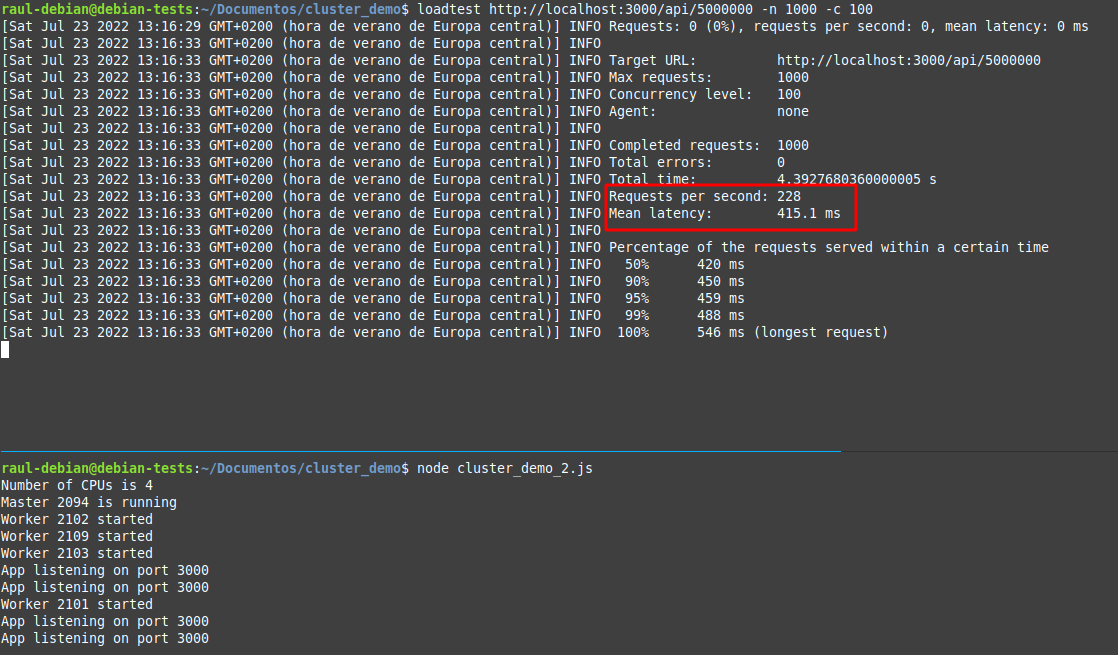 raul-debian@debian-tests:~/Documentos/cluster_demo$ loadtest http://localhost:3000/api/5000000 -n 1000 -c 100
[Sat Jul 23 2022 13:16:29 GMT+0200 (hora de verano de Europa central)] INFO Requests: 0 (0%), requests per second: 0, mean latency: 0 ms
[Sat Jul 23 2022 13:16:33 GMT+0200 (hora de verano de Europa central)] INFO
[Sat Jul 23 2022 13:16:33 GMT+0200 (hora de verano de Europa central)] INFO Target URL:          http://localhost:3000/api/5000000
[Sat Jul 23 2022 13:16:33 GMT+0200 (hora de verano de Europa central)] INFO Max requests:        1000
[Sat Jul 23 2022 13:16:33 GMT+0200 (hora de verano de Europa central)] INFO Concurrency level:   100
[Sat Jul 23 2022 13:16:33 GMT+0200 (hora de verano de Europa central)] INFO Agent:               none
[Sat Jul 23 2022 13:16:33 GMT+0200 (hora de verano de Europa central)] INFO
[Sat Jul 23 2022 13:16:33 GMT+0200 (hora de verano de Europa central)] INFO Completed requests:  1000
[Sat Jul 23 2022 13:16:33 GMT+0200 (hora de verano de Europa central)] INFO Total errors:        0
[Sat Jul 23 2022 13:16:33 GMT+0200 (hora de verano de Europa central)] INFO Total time:          4.3927680360000005 s
[Sat Jul 23 2022 13:16:33 GMT+0200 (hora de verano de Europa central)] INFO Requests per second: 228
[Sat Jul 23 2022 13:16:33 GMT+0200 (hora de verano de Europa central)] INFO Mean latency:        415.1 ms
[Sat Jul 23 2022 13:16:33 GMT+0200 (hora de verano de Europa central)] INFO
[Sat Jul 23 2022 13:16:33 GMT+0200 (hora de verano de Europa central)] INFO Percentage of the requests served within a certain time
[Sat Jul 23 2022 13:16:33 GMT+0200 (hora de verano de Europa central)] INFO   50%      420 ms
[Sat Jul 23 2022 13:16:33 GMT+0200 (hora de verano de Europa central)] INFO   90%      450 ms
[Sat Jul 23 2022 13:16:33 GMT+0200 (hora de verano de Europa central)] INFO   95%      459 ms
[Sat Jul 23 2022 13:16:33 GMT+0200 (hora de verano de Europa central)] INFO   99%      488 ms
[Sat Jul 23 2022 13:16:33 GMT+0200 (hora de verano de Europa central)] INFO  100%      546 ms (longest request)
raul-debian@debian-tests:~/Documentos/cluster_demo$ node cluster_demo_2.js
Number of CPUs is 4
Master 2094 is running
Worker 2102 started
Worker 2109 started
Worker 2103 started
App listening on port 3000
App listening on port 3000
Worker 2101 started
App listening on port 3000
App listening on port 3000